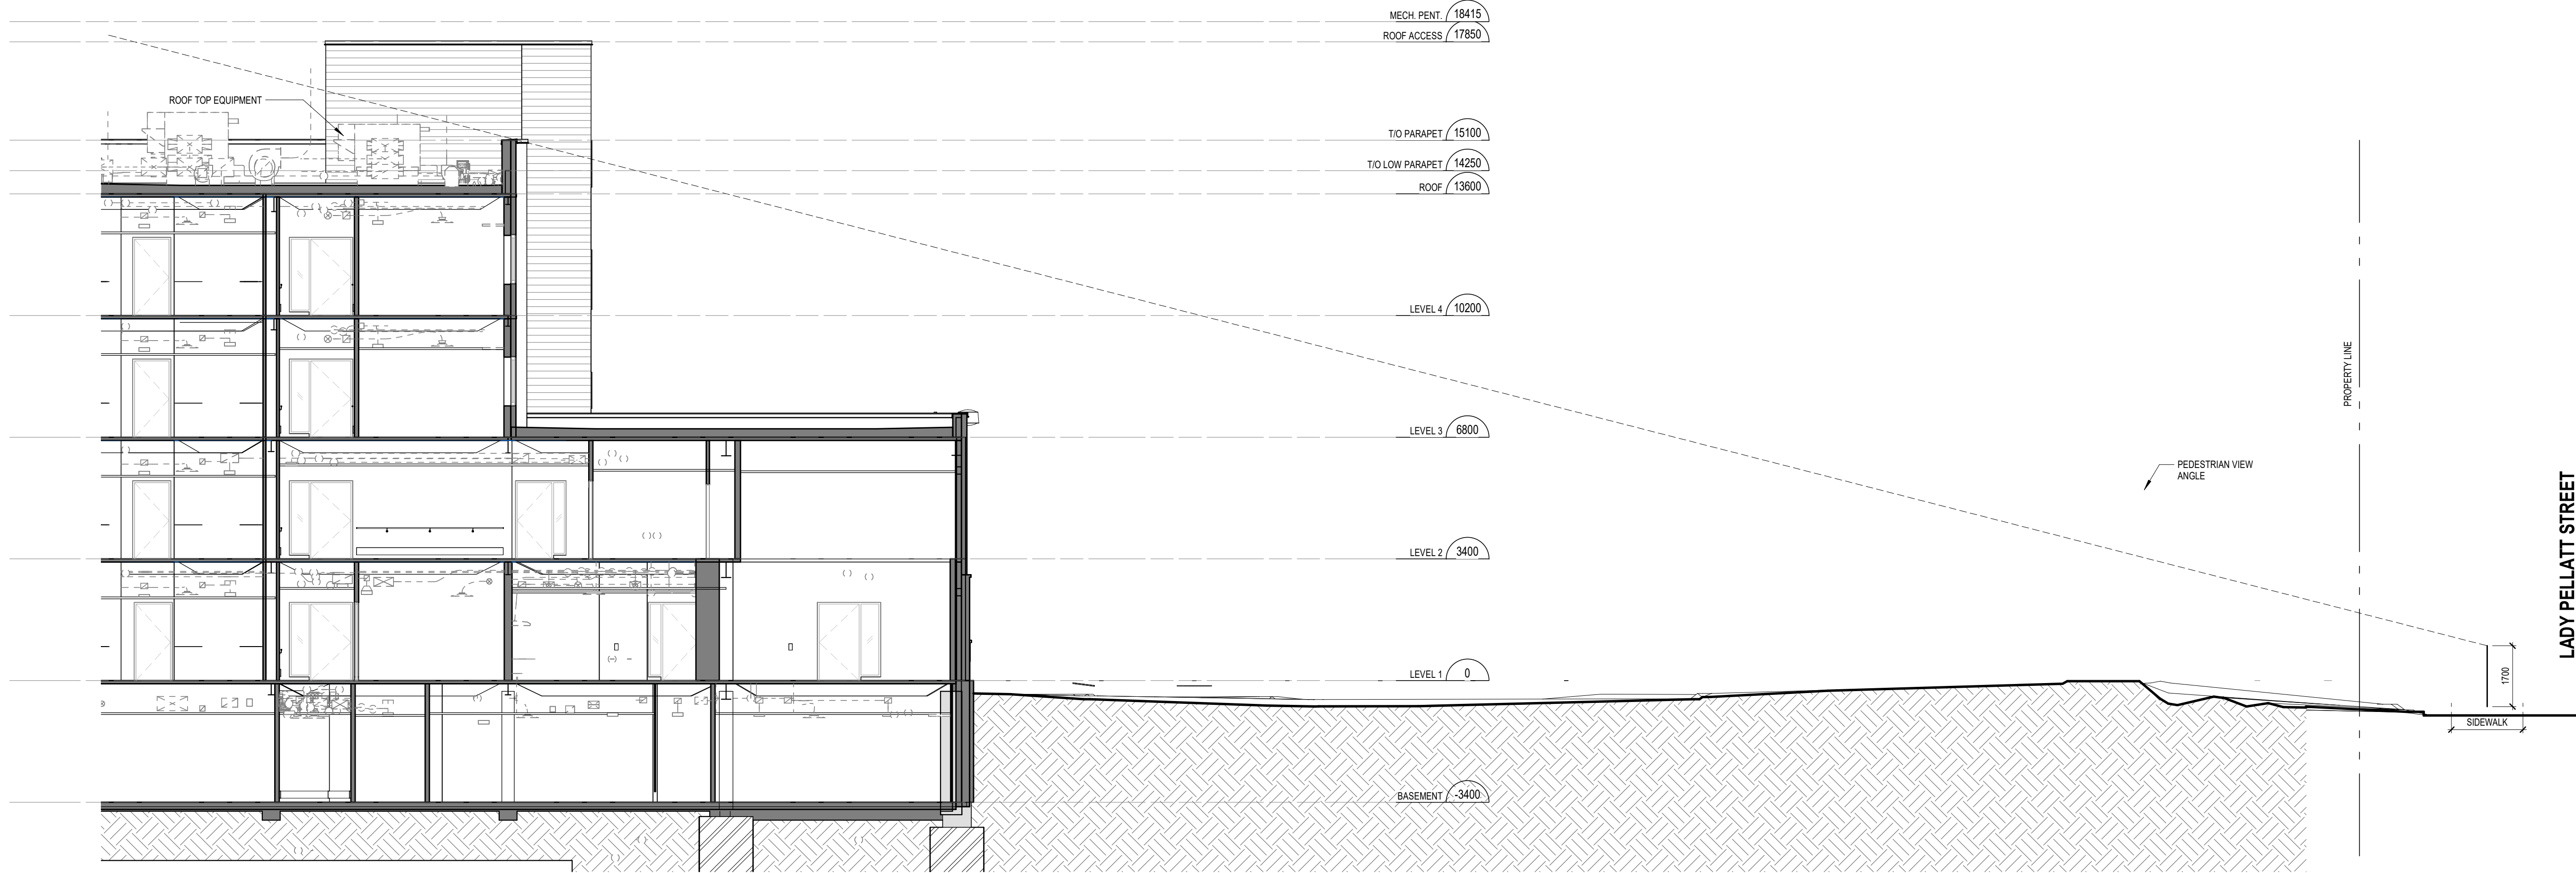 MECH. PENT. 18415
ROOF ACCESS 17850
ROOF TOP EQUIPMENT
T/O PARAPET 15100
T/O LOW PARAPET 14250
ROOF 13600
LEVEL 4 10200
PROPERTY LINE
LEVEL 3 6800
PEDESTRIAN VIEW
ANGLE
LADY PELLATT STREET
LEVEL 2 3400
LEVEL 1 0
1700
SIDEWALK
BASEMENT -3400